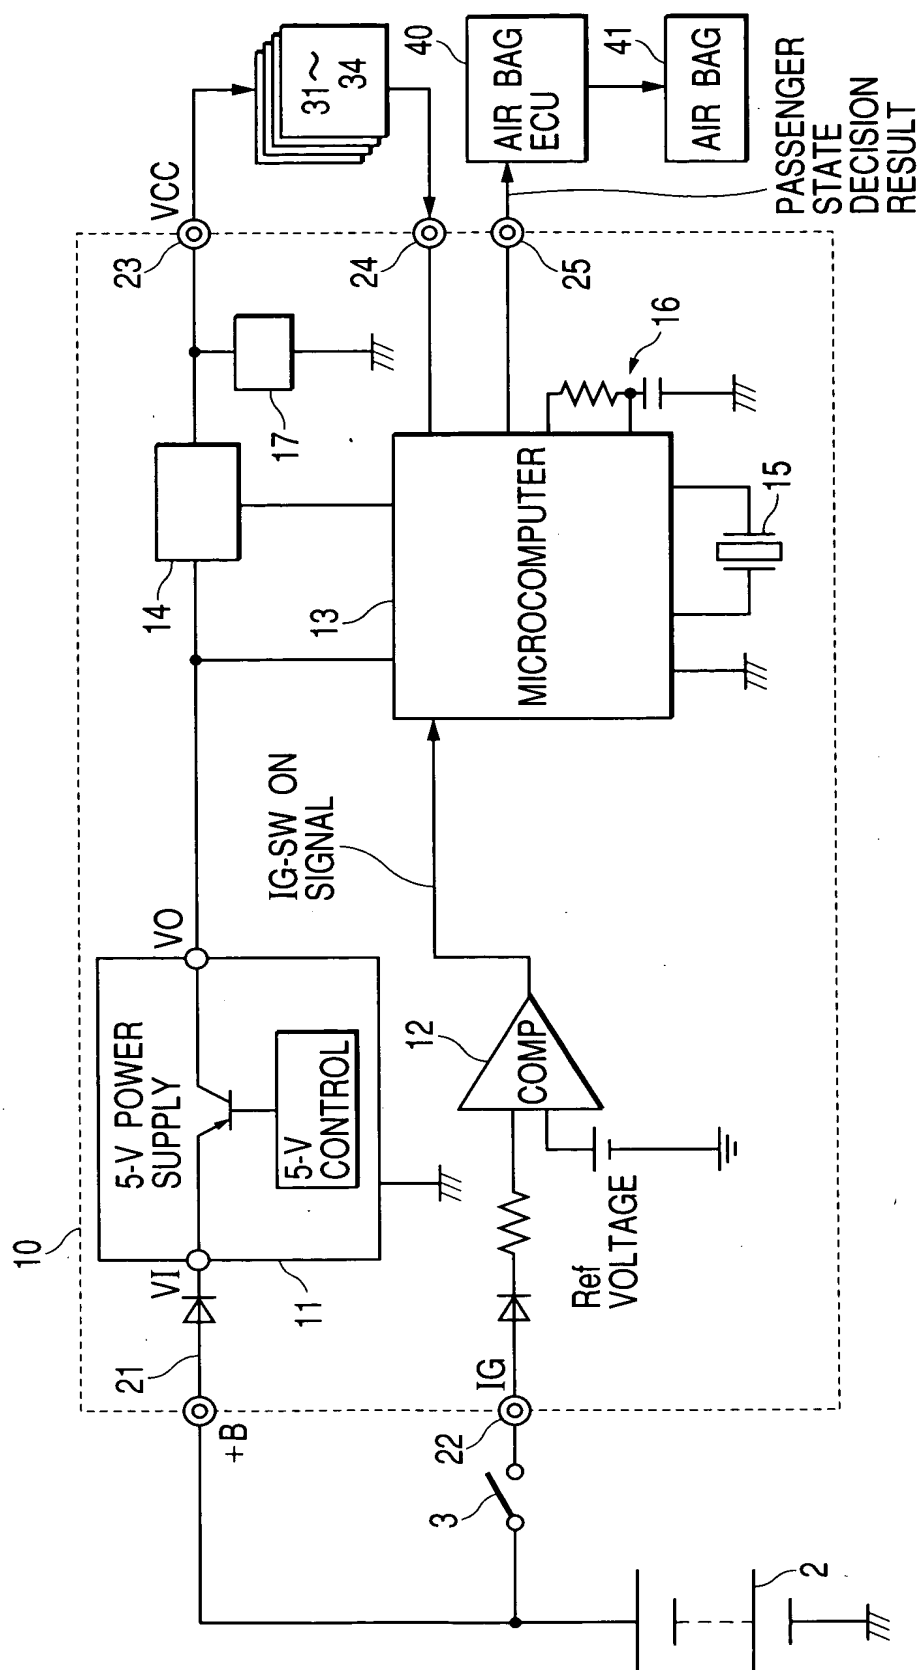 10
21
VI
5-V POWER
SUPPLY
VO
14
17
23
VCC
31~
34
+B
11
5-V
CONTROL
IG-SW ON
SIGNAL
13
24
40
AIR BAG
ECU
41
AIR BAG
3
22
IG
12
COMP
MICROCOMPUTER
25
16
PASSENGER
STATE
DECISION
RESULT
Ref
VOLTAGE
15
2